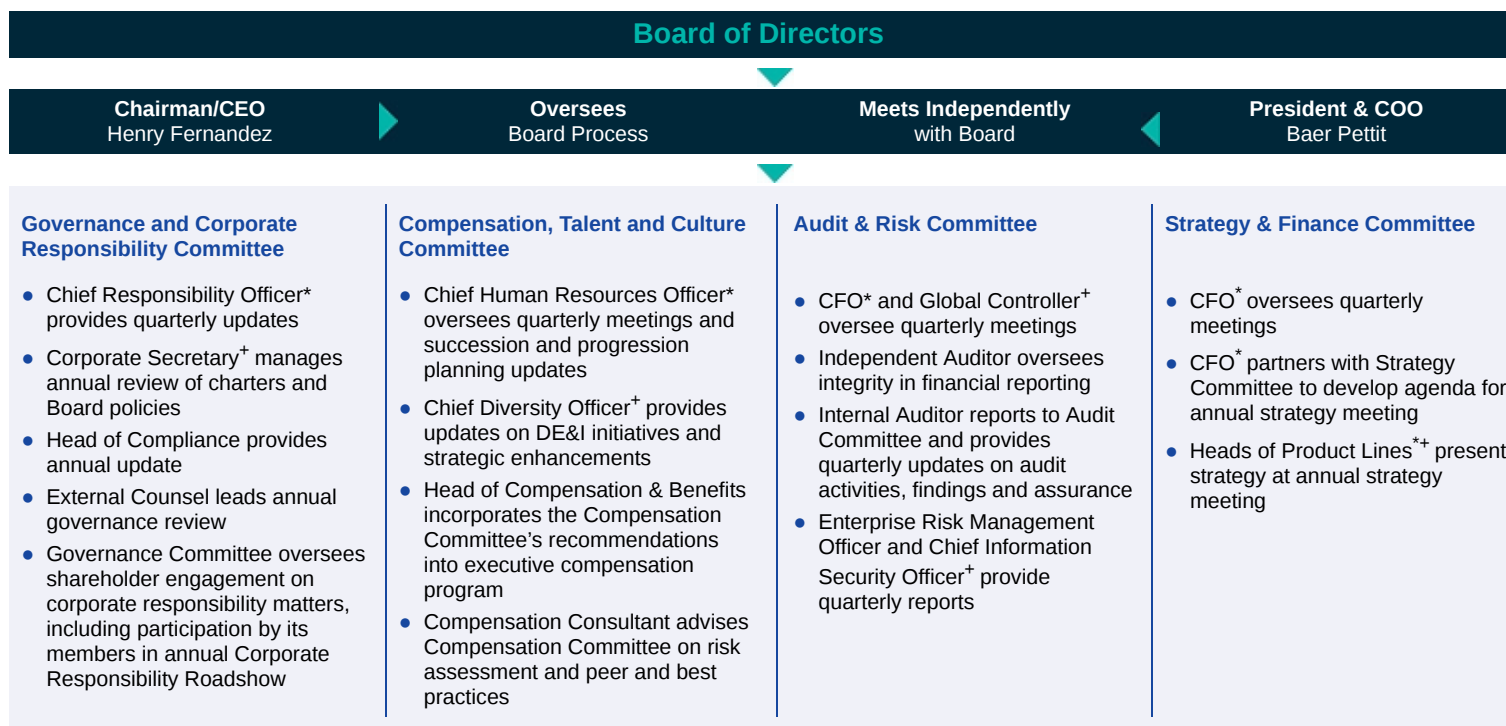 Board of Directors
Chairman/CEO
Henry Fernandez
Oversees
Board Process
Meets Independently
with Board
President & COO
Baer Pettit
Governance and Corporate
Responsibility Committee
● Chief Responsibility Officer*
provides quarterly updates
● Corporate Secretary+ manages
annual review of charters and
Board policies
● Head of Compliance provides
annual update
● External Counsel leads annual
governance review
● Governance Committee oversees
shareholder engagement on
corporate responsibility matters,
including participation by its
members in annual Corporate
Responsibility Roadshow
Compensation, Talent and Culture
Committee
● Chief Human Resources Officer*
oversees quarterly meetings and
succession and progression
planning updates
● Chief Diversity Officer+ provides
updates on DE&I initiatives and
strategic enhancements
● Head of Compensation & Benefits
incorporates the Compensation
Committee's recommendations
into executive compensation
program
● Compensation Consultant advises
Compensation Committee on risk
assessment and peer and best
practices
Audit & Risk Committee
● CFO* and Global Controller+
oversee quarterly meetings
● Independent Auditor oversees
integrity in financial reporting
● Internal Auditor reports to Audit
Committee and provides
quarterly updates on audit
activities, findings and assurance
● Enterprise Risk Management
Officer and Chief Information
Security Officer+ provide
quarterly reports
Strategy & Finance Committee
● CFO* oversees quarterly
meetings
● CFO* partners with Strategy
Committee to develop agenda for
annual strategy meeting
● Heads of Product Lines*+ present
strategy at annual strategy
meeting